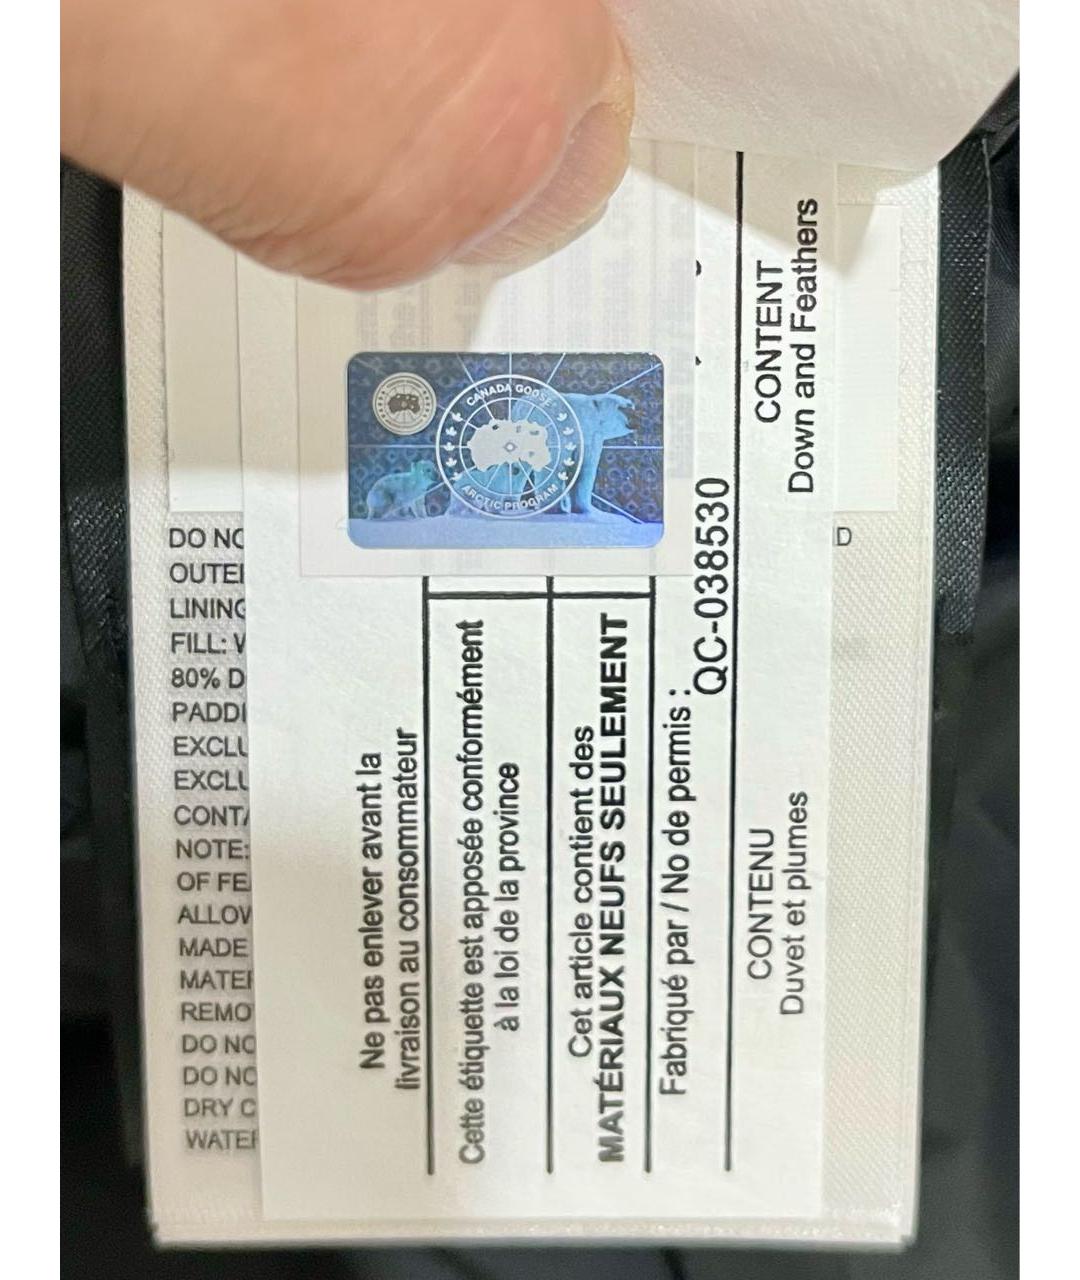 DO NO
OUTE
LINING
FILL: W
80% D
PADDI
EXCLU
EXCLU
CONTA
NOTE:
OF FE
ALLOW
MADE
MATE
REMO
DO NO
DO NO
DRY C
WATE
D
CANADA GOOSE
ARCTIC PROGRAM
Ne pas enlever avant la
livraison au consommateur
Cette étiquette est apposée conformément
à la loi de la province
Cet article contient des
MATÉRIAUX NEUFS SEULEMENT
Fabriqué par / No de permis :
QC-038530
CONTENU
Duvet et plumes
CONTENT
Down and Feathers